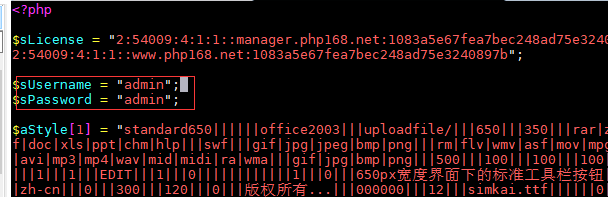 <?php
$sLicense = "2:54009:4:1:1::manager.php168.net:1083a5e67fea7bec248ad75e3240
2:54009:4:1:1::www.php168.net:1083a5e67fea7bec248ad75e3240897b";
$sUsername = "admin";
$sPassword = "admin";
$aStyle[1] = "standard650||||||office2003|||uploadfile/|||650|||350|||rar|z
f|doc|xls|ppt|chm|hlp|||swf|||gif|jpg|jpeg|bmp|png|||rm|flv|wmv|asf|mov|mpg
|avi|mp3|mp4|wav|mid|midi|ra|wma|||gif|jpg|bmp|png|||500|||100|||100|||100|
|||1|||1|||EDIT|||1|||0||||||||||||1|||0|||650px宽度界面下的标准工具栏按钮
|zh-cn|||0|||300|||120|||0|||版权所有...|||000000|||12|||simkai.ttf||||||0|